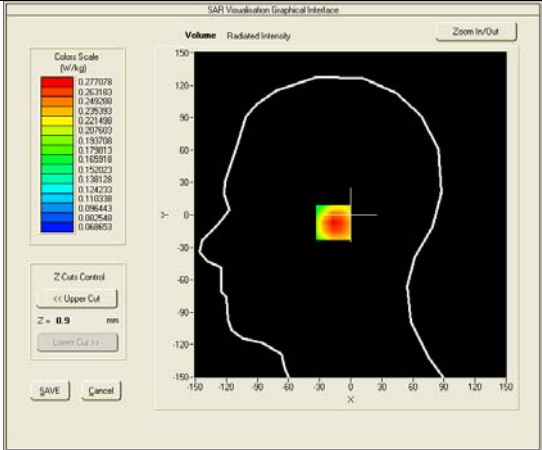 SAR Visualisation Graphical Interface
Volume Radiated Intensity
Zoom In/Out
Colors Scale
(W/kg)
0.277078
0.263183
0.249288
0.235393
0.221498
0.207603
0.193708
0.179813
0.165918
0.152023
0.138128
0.124233
0.110338
0.096443
0.082548
0.068653
Z Cuts Control
<< Upper Cut
Z = 0.9 mm
Lower Cut >>
SAVE Cancel
150
120
90
60
30
0
-30
-60
-90
-120
-150
Y
-150 -120 -90 -60 -30 0 30 60 90 120 150
X